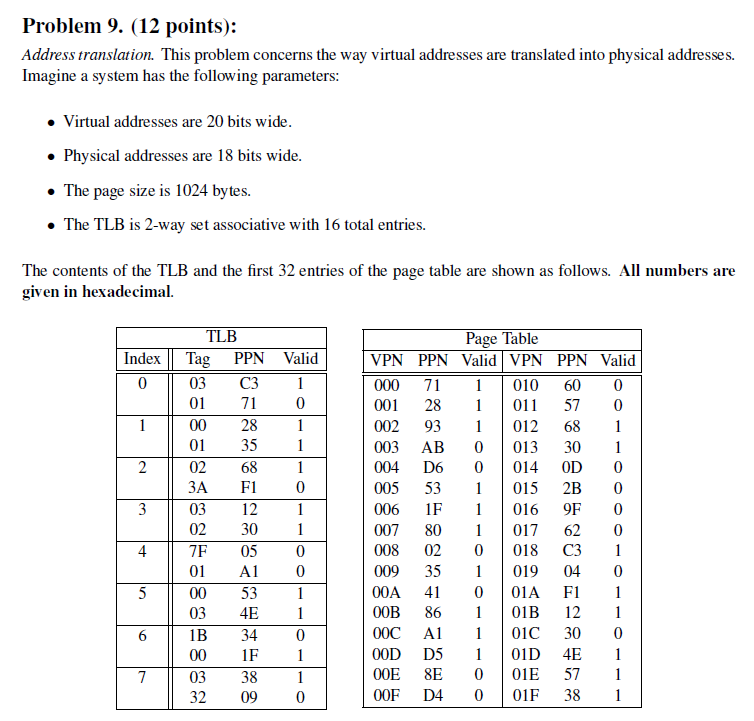 Problem 9. (12 points):
Address translation. This problem concerns the way virtual addresses are translated into physical addresses.
Imagine a system has the following parameters:
• Virtual addresses are 20 bits wide.
• Physical addresses are 18 bits wide.
• The page size is 1024 bytes.
• The TLB is 2-way set associative with 16 total entries.
The contents of the TLB and the first 32 entries of the page table are shown as follows. All numbers are
given in hexadecimal.
TLB
Index Tag PPN Valid
0 03 C3 1
01 71 0
1 00 28 1
01 35 1
2 02 68 1
3A F1 0
3 03 12 1
02 30 1
4 7F 05 0
01 A1 0
5 00 53 1
03 4E 1
6 1B 34 0
00 1F 1
7 03 38 1
32 09 0
Page Table
VPN PPN Valid VPN PPN Valid
000 71 1 010 60 0
001 28 1 011 57 0
002 93 1 012 68 1
003 AB 0 013 30 1
004 D6 0 014 0D 0
005 53 1 015 2B 0
006 1F 1 016 9F 0
007 80 1 017 62 0
008 02 0 018 C3 1
009 35 1 019 04 0
00A 41 0 01A F1 1
00B 86 1 01B 12 1
00C A1 1 01C 30 0
00D D5 1 01D 4E 1
00E 8E 0 01E 57 1
00F D4 0 01F 38 1